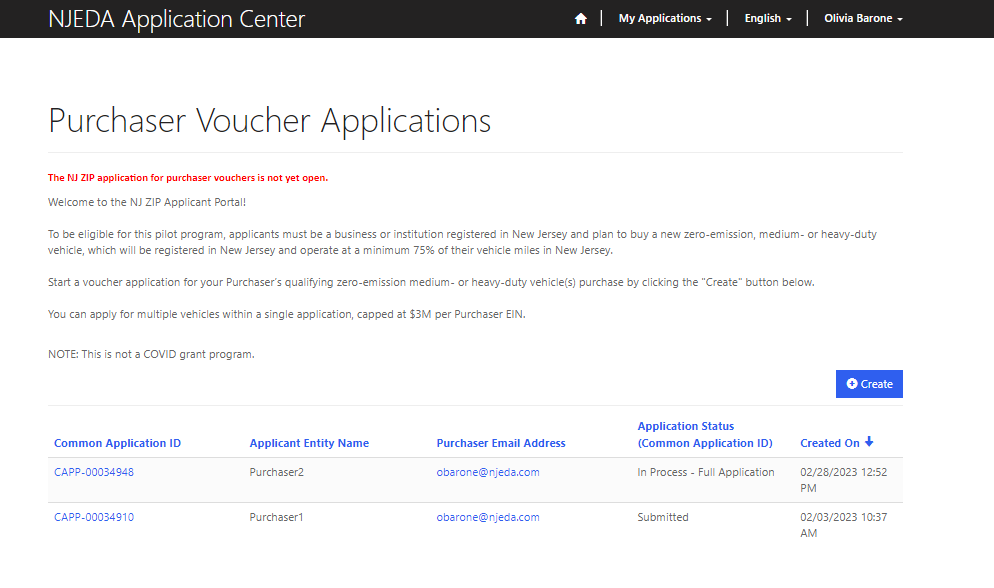 NJEDA Application Center
My Applications
English
Olivia Barone
Purchaser Voucher Applications
The NJ ZIP application for purchaser vouchers is not yet open.
Welcome to the NJ ZIP Applicant Portal!
To be eligible for this pilot program, applicants must be a business or institution registered in New Jersey and plan to buy a new zero-emission, medium- or heavy-duty
vehicle, which will be registered in New Jersey and operate at a minimum 75% of their vehicle miles in New Jersey.
Start a voucher application for your Purchaser's qualifying zero-emission medium- or heavy-duty vehicle(s) purchase by clicking the "Create" button below.
You can apply for multiple vehicles within a single application, capped at $3M per Purchaser EIN.
NOTE: This is not a COVID grant program.
Create
Common Application ID
Applicant Entity Name
Purchaser Email Address
Application Status
(Common Application ID)
Created On
CAPP-00034948
Purchaser2
obarone@njeda.com
In Process - Full Application
02/28/2023 12:52
PM
CAPP-00034910
Purchaser1
obarone@njeda.com
Submitted
02/03/2023 10:37
AM